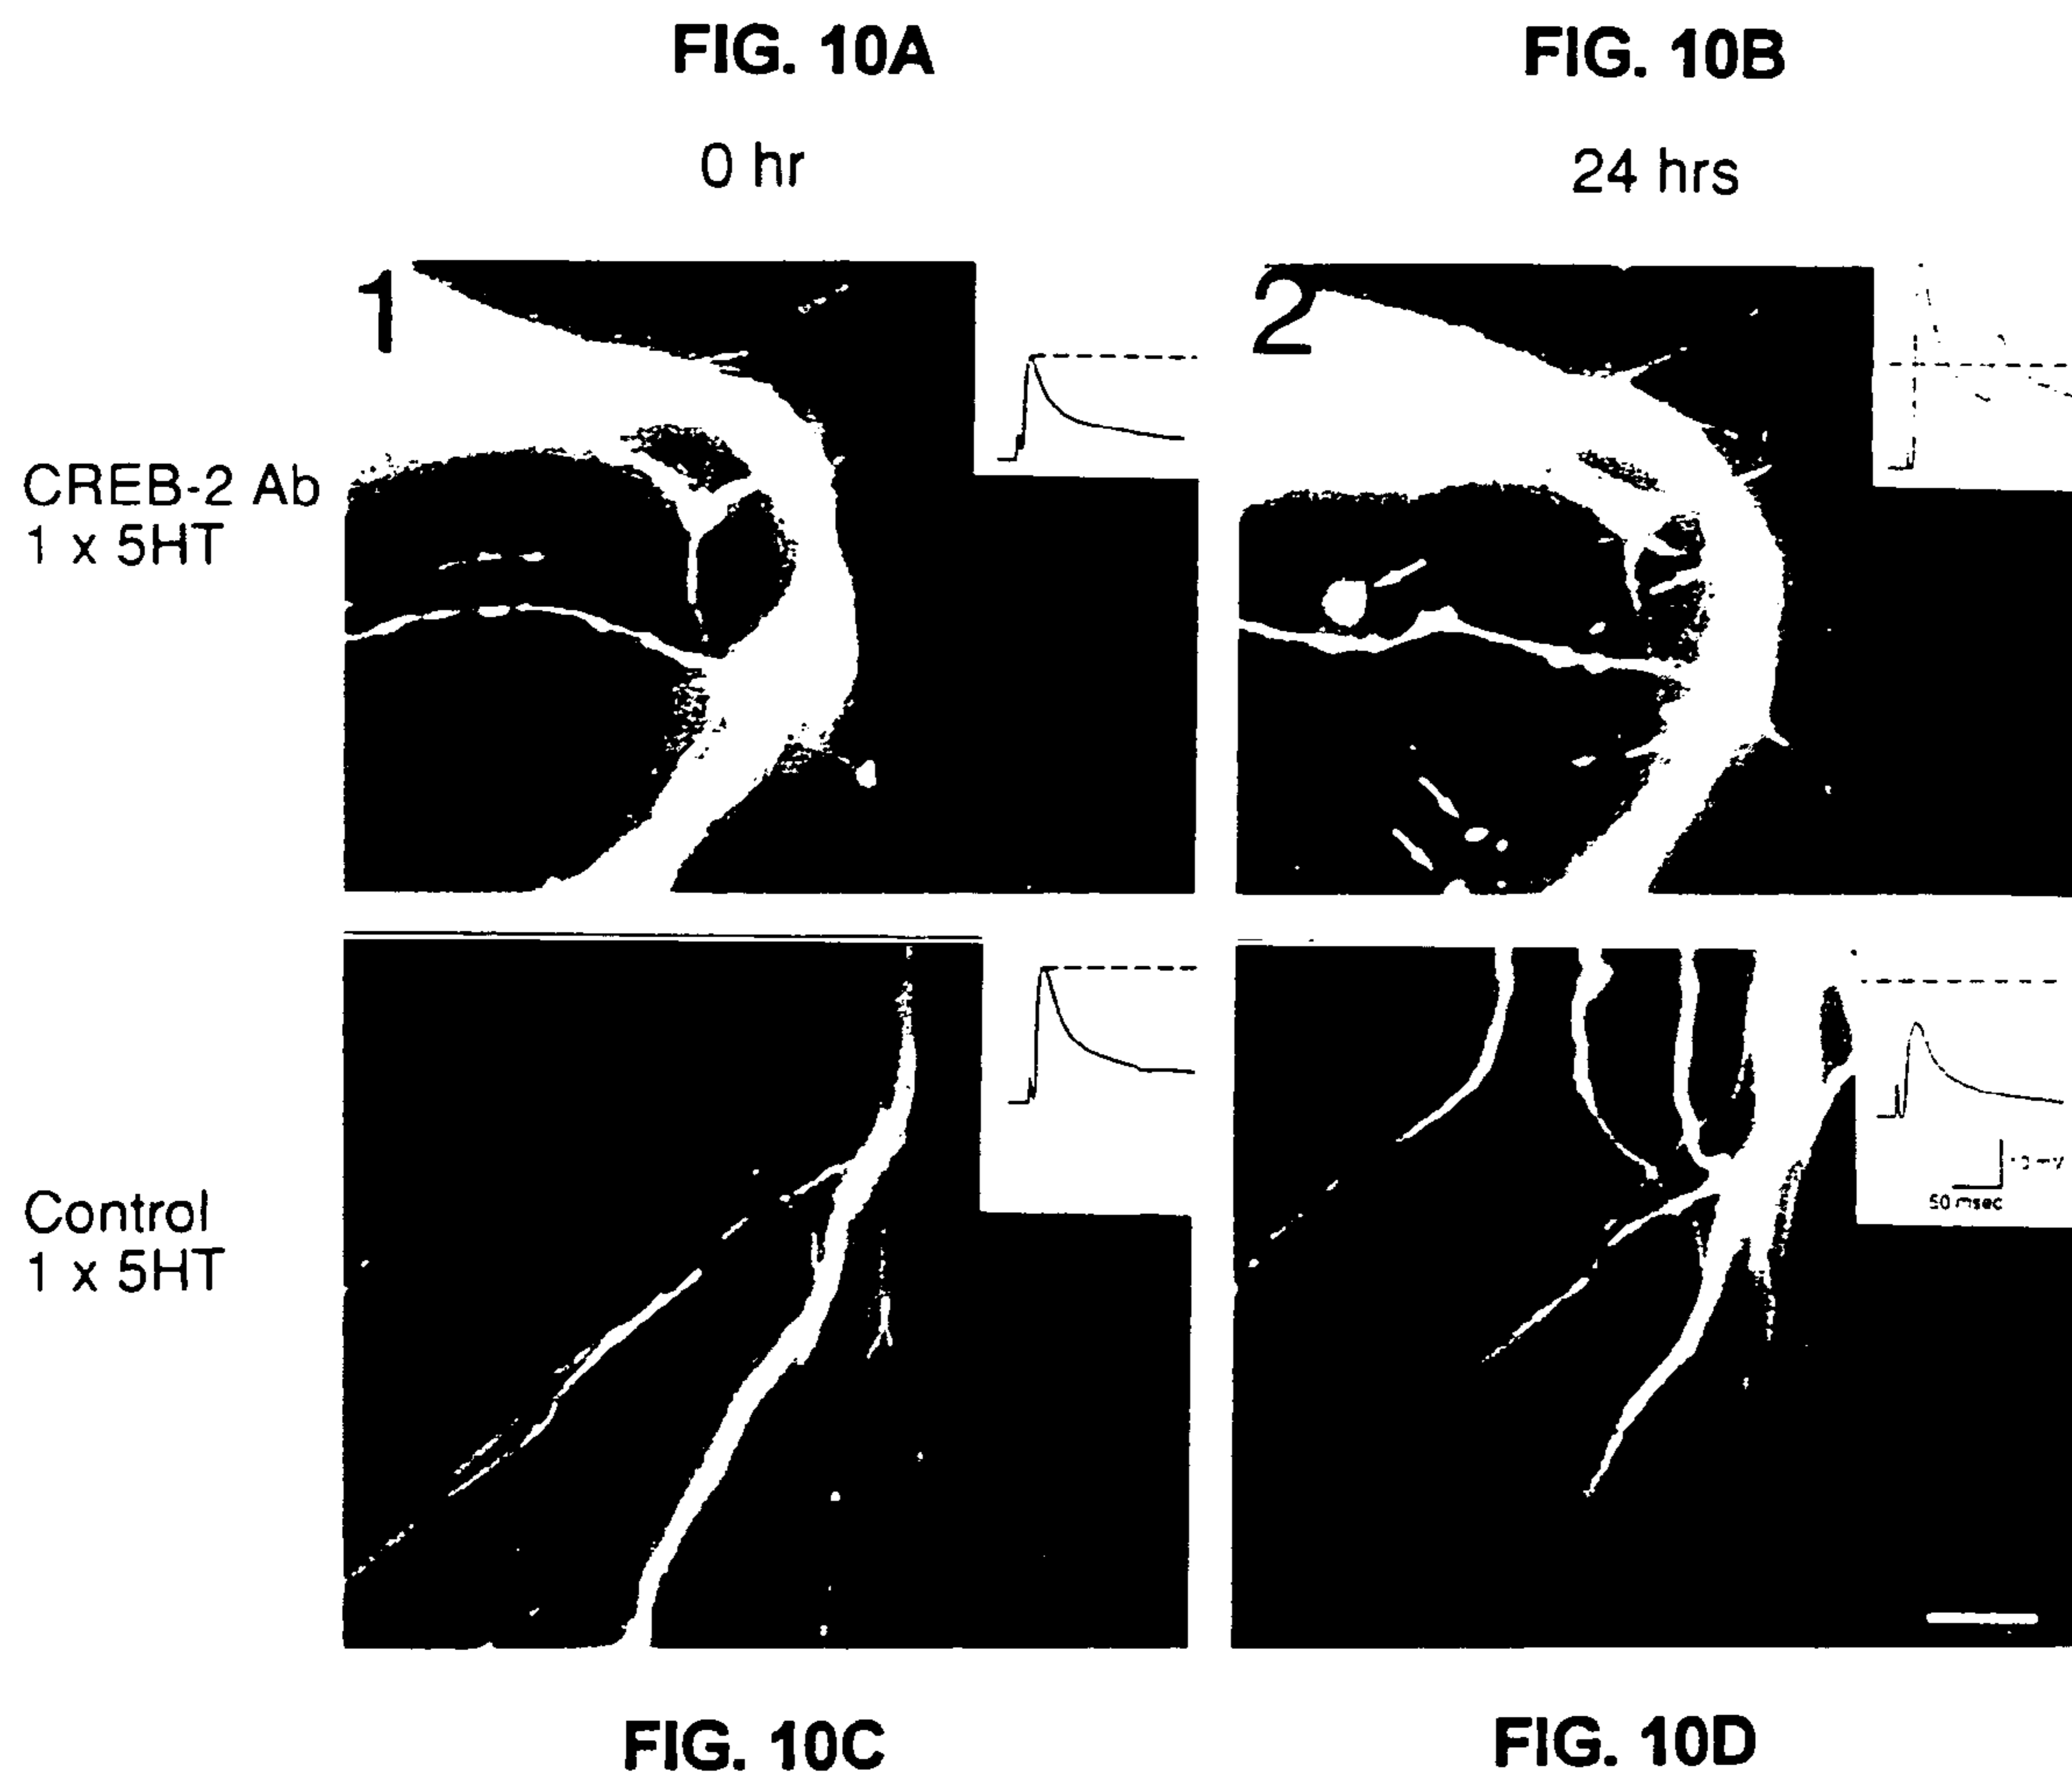 FIG. 10A
FIG. 10B
0 hr
24 hrs
1
2
CREB-2 Ab
1 x 5HT
Control
1 x 5HT
50 msec
FIG. 10C
FIG. 10D